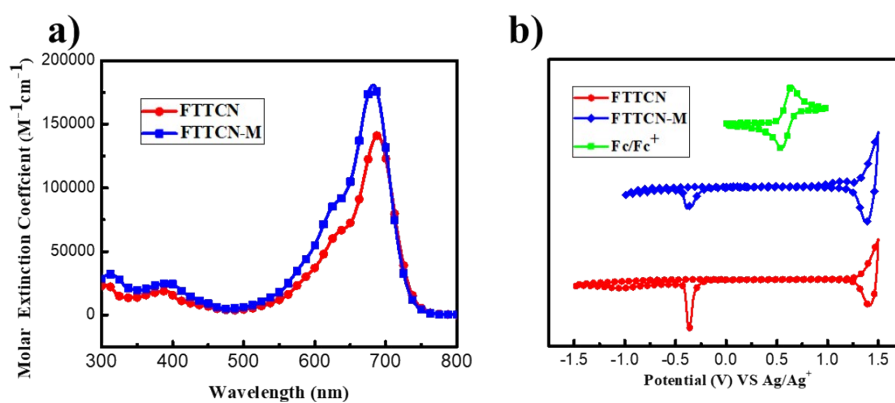 a)
Molar Extinction Coeffcient (M⁻¹cm⁻¹)
200000
150000
100000
50000
0
FTTCN
FTTCN-M
300 400 500 600 700 800
Wavelength (nm)
b)
FTTCN
FTTCN-M
Fc/Fc⁺
-1.5 -1.0 -0.5 0.0 0.5 1.0 1.5
Potential (V) VS Ag/Ag⁺